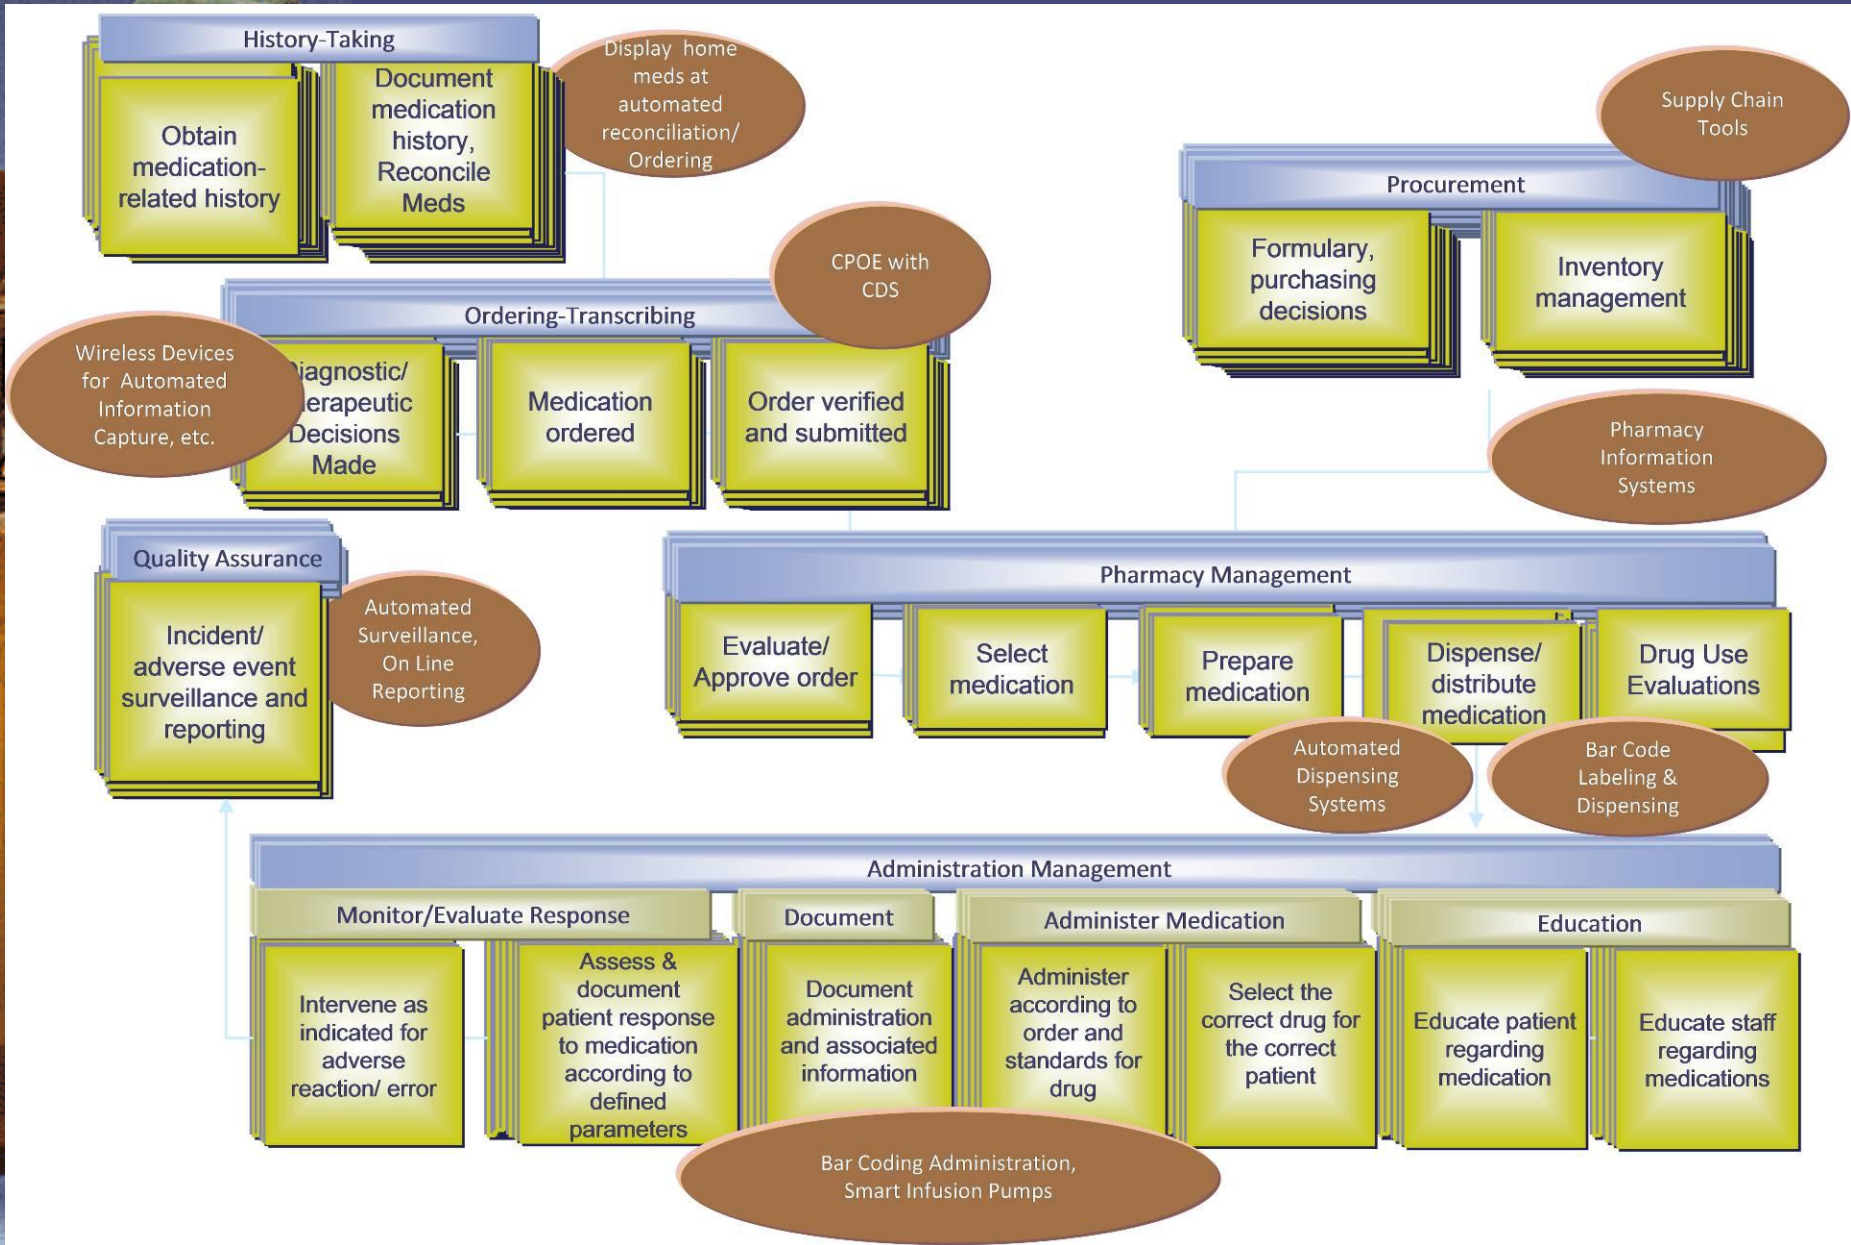 History-Taking
Obtain
medication-
related history
Document
medication
history,
Reconcile
Meds
Display home
meds at
automated
reconciliation/
Ordering
Supply Chain
Tools
Procurement
Formulary,
purchasing
decisions
Inventory
management
CPOE with
CDS
Ordering-Transcribing
Wireless Devices
for Automated
Information
Capture, etc.
iagnostic/
herapeutic
Decisions
Made
Medication
ordered
Order verified
and submitted
Pharmacy
Information
Systems
Quality Assurance
Incident/
adverse event
surveillance and
reporting
Automated
Surveillance,
On Line
Reporting
Pharmacy Management
Evaluate/
Approve order
Select
medication
Prepare
medication
Dispense/
distribute
medication
Drug Use
Evaluations
Automated
Dispensing
Systems
Bar Code
Labeling &
Dispensing
Administration Management
Monitor/Evaluate Response
Intervene as
indicated for
adverse
reaction/ error
Assess &
document
patient response
to medication
according to
defined
parameters
Document
Document
administration
and associated
information
Administer Medication
Administer
according to
order and
standards for
drug
Select the
correct drug for
the correct
patient
Education
Educate patient
regarding
medication
Educate staff
regarding
medications
Bar Coding Administration,
Smart Infusion Pumps